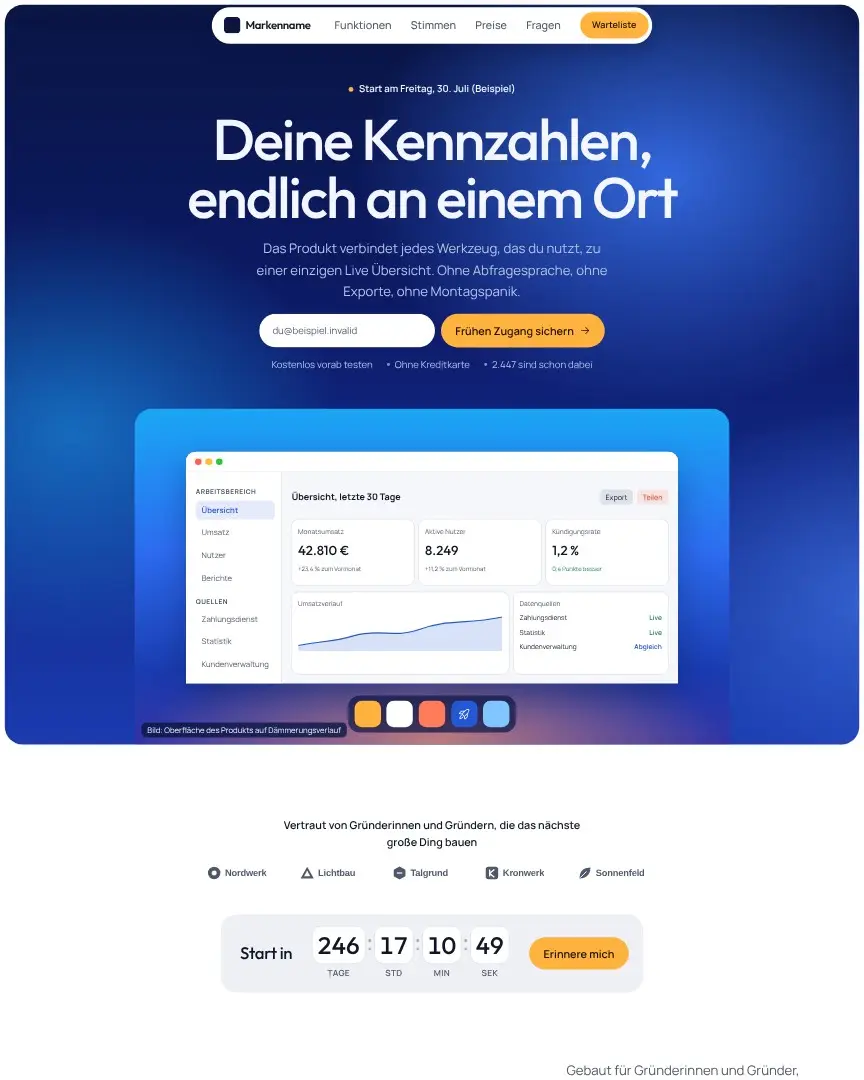 Markenname
Funktionen
Stimmen
Preise
Fragen
Warteliste
Start am Freitag, 30. Juli (Beispiel)
Deine Kennzahlen,
endlich an einem Ort
Das Produkt verbindet jedes Werkzeug, das du nutzt, zu
einer einzigen Live Übersicht. Ohne Abfragesprache, ohne
Exporte, ohne Montagspanik.
du@beispiel.invalid
Frühen Zugang sichern →
Kostenlos vorab testen
• Ohne Kreditkarte
• 2.447 sind schon dabei
ARBEITSBEREICH
Übersicht
Umsatz
Nutzer
Berichte
QUELLEN
Zahlungsdienst
Statistik
Kundenverwaltung
Übersicht, letzte 30 Tage
Export
Teilen
Monatsumsatz
42.810 €
+23,4 % zum Vormonat
Aktive Nutzer
8.249
+11,2 % zum Vormonat
Kündigungsrate
1,2 %
0,4 Punkte besser
Umsatzverlauf
Datenquellen
Zahlungsdienst Live
Statistik Live
Kundenverwaltung Abgleich
Bild: Oberfläche des Produkts auf Dämmerungsverlauf
Vertraut von Gründerinnen und Gründern, die das nächste
große Ding bauen
Nordwerk
Lichtbau
Talgrund
Kronwerk
Sonnenfeld
Start in
246 : 17 : 10 : 49
TAGE STD MIN SEK
Erinnere mich
Gebaut für Gründerinnen und Gründer,